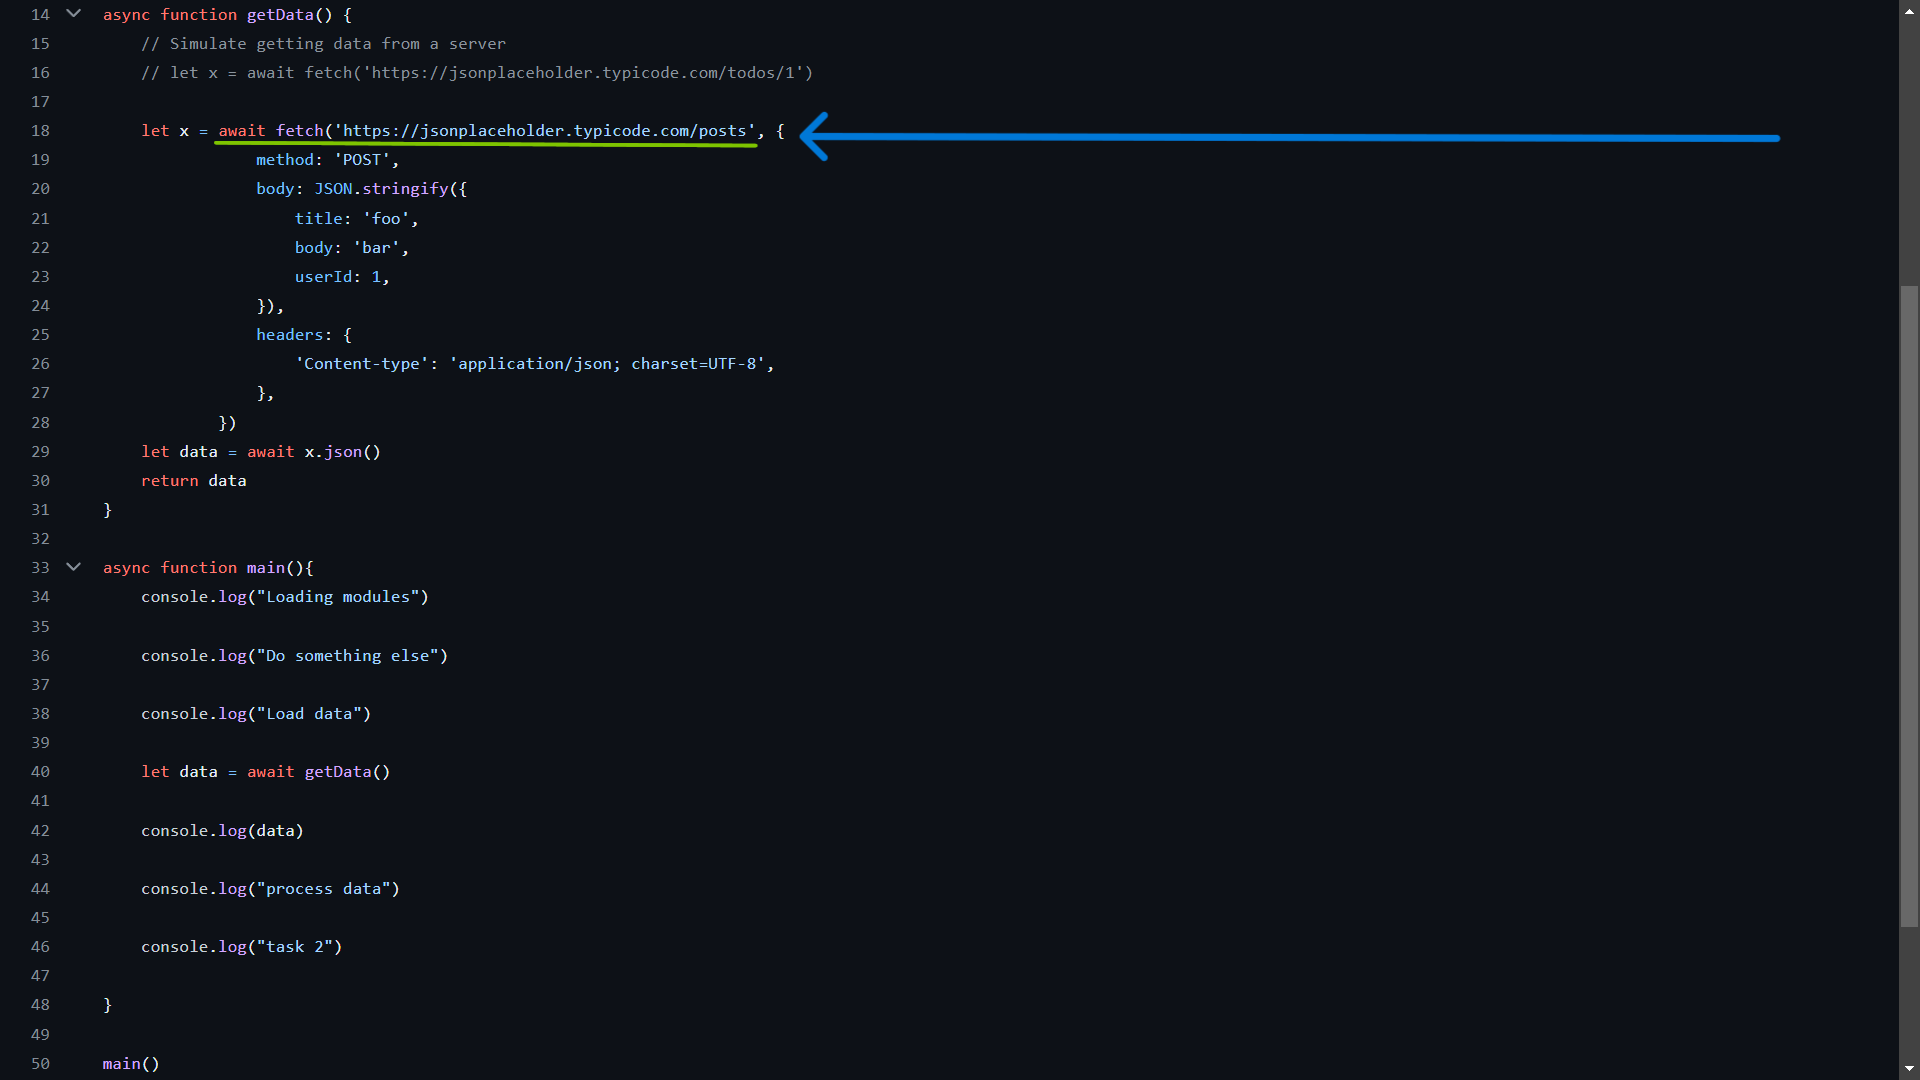 14 async function getData() {
15 // Simulate getting data from a server
16 // let x = await fetch('https://jsonplaceholder.typicode.com/todos/1')
17
18 let x = await fetch('https://jsonplaceholder.typicode.com/posts', {
19 method: 'POST',
20 body: JSON.stringify({
21 title: 'foo',
22 body: 'bar',
23 userId: 1,
24 }),
25 headers: {
26 'Content-type': 'application/json; charset=UTF-8',
27 },
28 })
29 let data = await x.json()
30 return data
31 }
32
33 async function main(){
34 console.log("Loading modules")
35
36 console.log("Do something else")
37
38 console.log("Load data")
39
40 let data = await getData()
41
42 console.log(data)
43
44 console.log("process data")
45
46 console.log("task 2")
47
48 }
49
50 main()